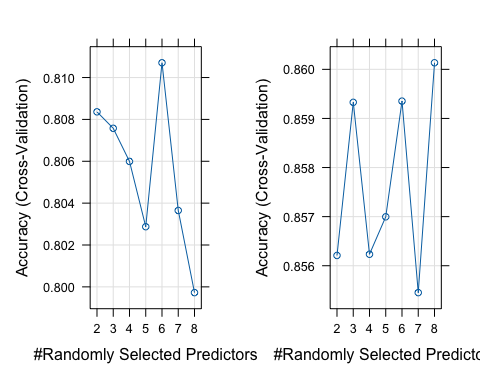 Accuracy (Cross-Validation)
0.810
0.808
0.806
0.804
0.802
0.800
2 3 4 5 6 7 8
#Randomly Selected Predictors
Accuracy (Cross-Validation)
0.860
0.859
0.858
0.857
0.856
2 3 4 5 6 7 8
#Randomly Selected Predicto